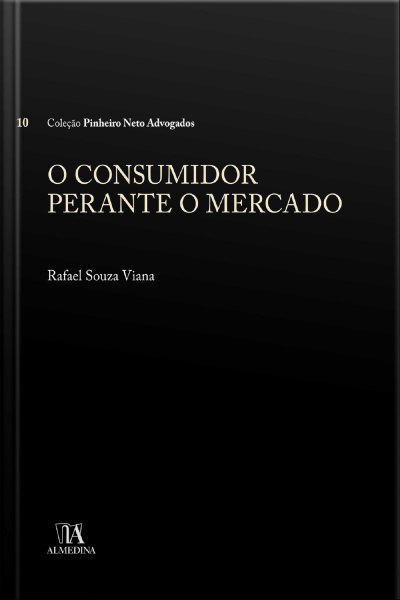 10 Coleção Pinheiro Neto Advogados
O CONSUMIDOR
PERANTE O MERCADO
Rafael Souza Viana
ALMEDINA